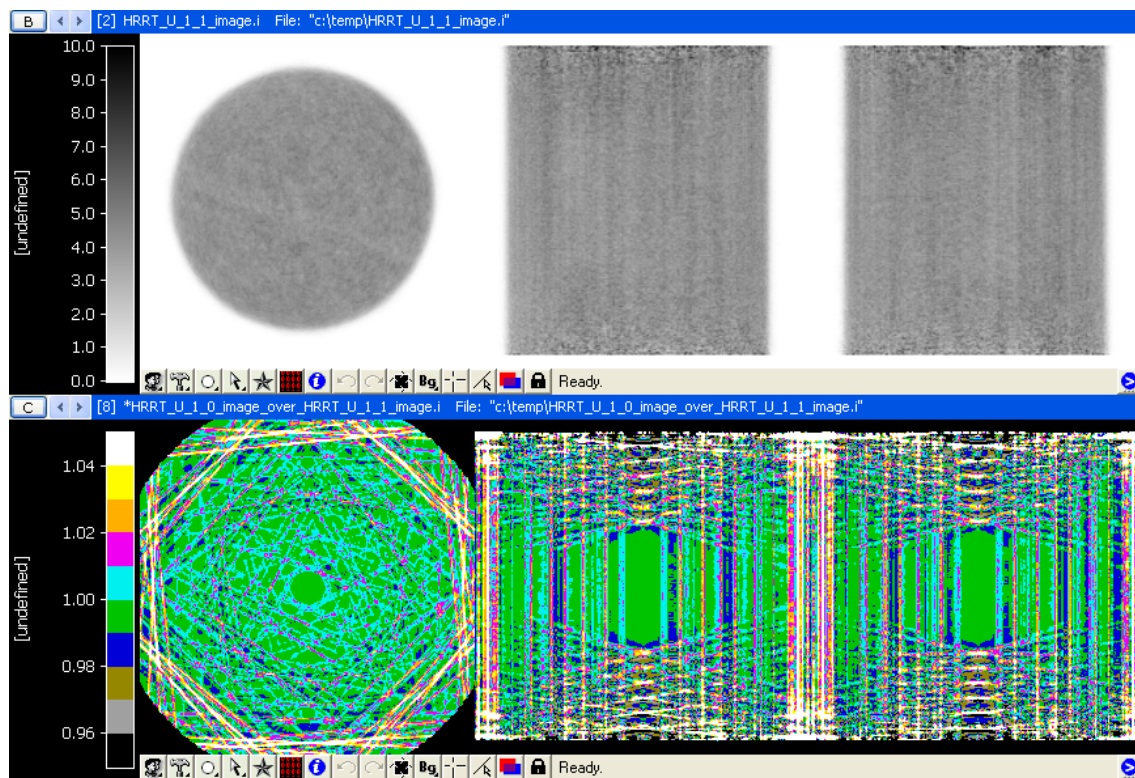 B [2] HRRT_U_1_1_image.i File: "c:\temp\HRRT_U_1_1_image.i"
10.0
9.0
8.0
7.0
6.0
5.0
4.0
3.0
2.0
1.0
0.0
[undefined]
Bg Ready.
C [8] *HRRT_U_1_0_image_over_HRRT_U_1_1_image.i File: "c:\temp\HRRT_U_1_0_image_over_HRRT_U_1_1_image.i"
1.04
1.02
1.00
0.98
0.96
[undefined]
Bg Ready.